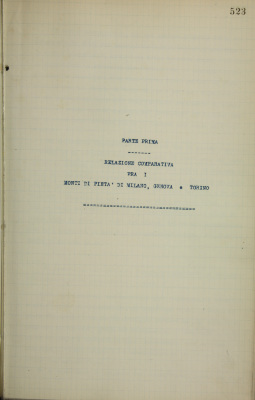 523
PARTE PRIMA
-------
RELAZIONE COMPARATIVA
FRA I
MONTI DI PIETA' DI MILANO, GENOVA e TORINO
================================